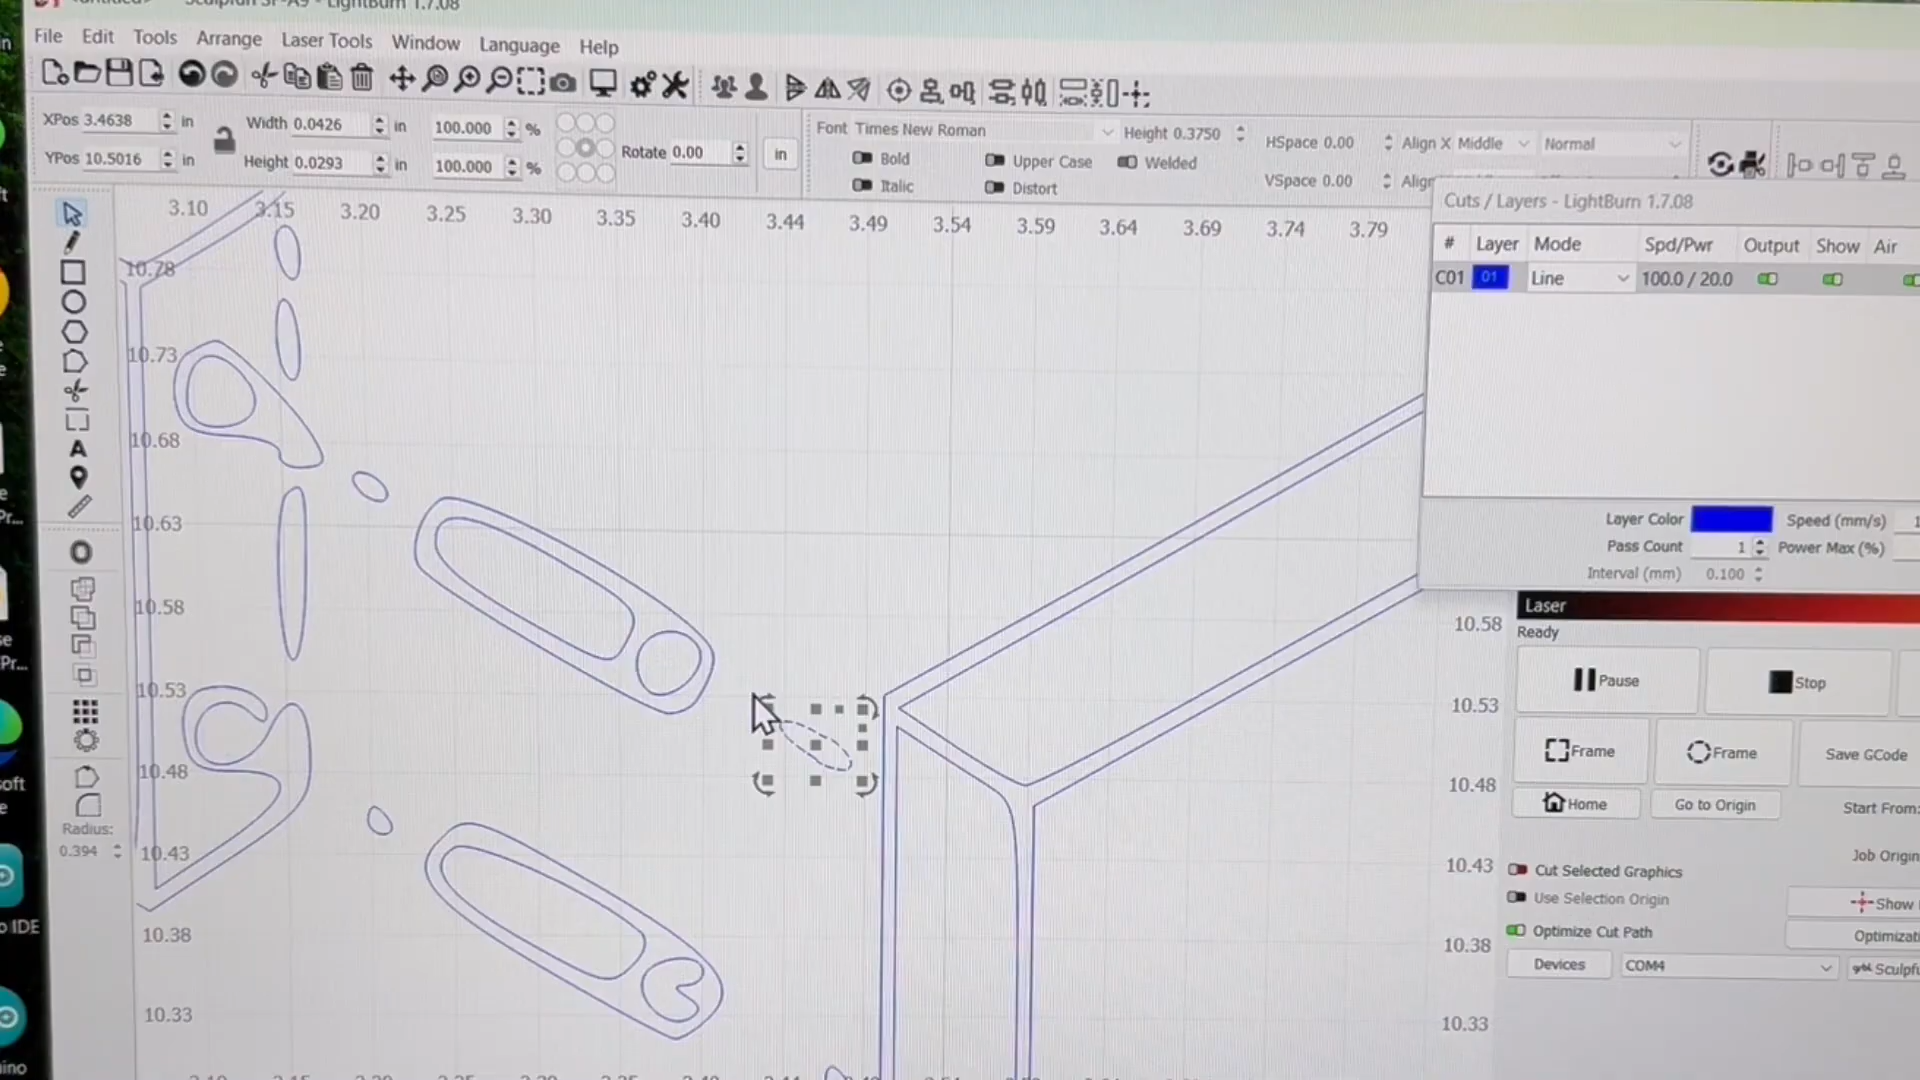 LightBurn 1.7.08
File Edit Tools Arrange Laser Tools Window Language Help
XPos 3.4638 in Width 0.0426 in 100.000 %
YPos 10.5016 in Height 0.0293 in 100.000 %
Rotate 0.00 in
Font Times New Roman Height 0.3750 HSpace 0.00 Align X Middle Normal
Bold Upper Case Welded
Italic Distort VSpace 0.00
3.10 3.15 3.20 3.25 3.30 3.35 3.40 3.44 3.49 3.54 3.59 3.64 3.69 3.74 3.79
10.78
10.73
10.68
10.63
10.58
10.53
10.48
10.43
10.38
10.33
A
Radius:
0.394
Cuts / Layers - LightBurn 1.7.08
# Layer Mode Spd/Pwr Output Show Air
C01 01 Line 100.0 / 20.0
Layer Color Speed (mm/s)
Pass Count 1 Power Max (%)
Interval (mm) 0.100
10.58
10.53
10.48
10.43
10.38
10.33
Laser
Ready
Pause Stop
Frame Frame Save GCode
Home Go to Origin Start From:
Job Origin
Cut Selected Graphics
Use Selection Origin Show
Optimize Cut Path
Devices COM4
IDE